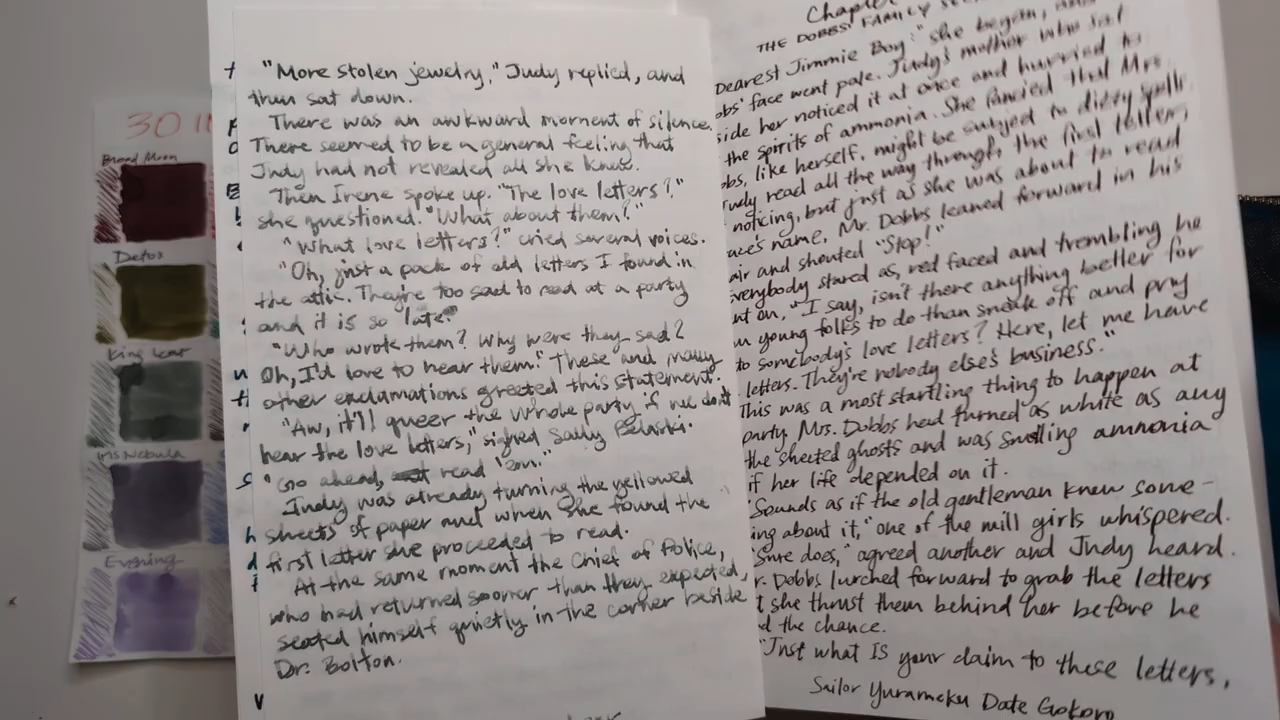 30
Broad Moon
Detos
King Leaf
Iris Nebula
Evening
"More stolen jewelry," Judy replied, and
then sat down.
There was an awkward moment of silence.
There seemed to be a general feeling that
Judy had not revealed all she knew.
Then Irene spoke up. "The love letters?"
she questioned. "What about them?"
"What love letters?" cried several voices.
"Oh, just a pack of old letters I found in
the attic. They're too sad to read at a party
and it is so late."
"Who wrote them? Why were they sad?
Oh, I'd love to hear them." These and many
other exclamations greeted this statement.
"Aw, it'll queer the whole party if we don't
hear the love letters," sighed Sally Belarski.
"Go ahead, read 'em."
Judy was already turning the yellowed
sheets of paper and when she found the
first letter she proceeded to read.
At the same moment the Chief of Police,
who had returned sooner than they expected,
seated himself quietly in the corner beside
Dr. Bolton.
Chapter
THE DOBBS' FAMILY
Dearest Jimmie Boy:" she began, and
obbs' face went pale. Judy's mother who sat
side her noticed it at once and hurried to
the spirits of ammonia. She fancied that Mrs.
obbs, like herself, might be subject to dizzy spells.
Judy read all the way through the first letter,
noticing, but just as she was about to read
ace's name, Mr. Dobbs leaned forward in his
air and shouted "Stop!"
verybody stared as, red faced and trembling he
nt on, "I say, isn't there anything better for
young folks to do than sneak off and pry
to somebody's love letters? Here, let me have
letters. They're nobody else's business."
This was a most startling thing to happen at
party. Mrs. Dobbs had turned as white as any
the sheeted ghosts and was smelling ammonia
if her life depended on it.
"Sounds as if the old gentleman knew some-
ing about it," one of the mill girls whispered.
"Sure does," agreed another and Judy heard.
r. Dobbs lurched forward to grab the letters
t she thrust them behind her before he
d the chance.
"Just what IS your claim to these letters,
Sailor Yurameku Date Gokoro